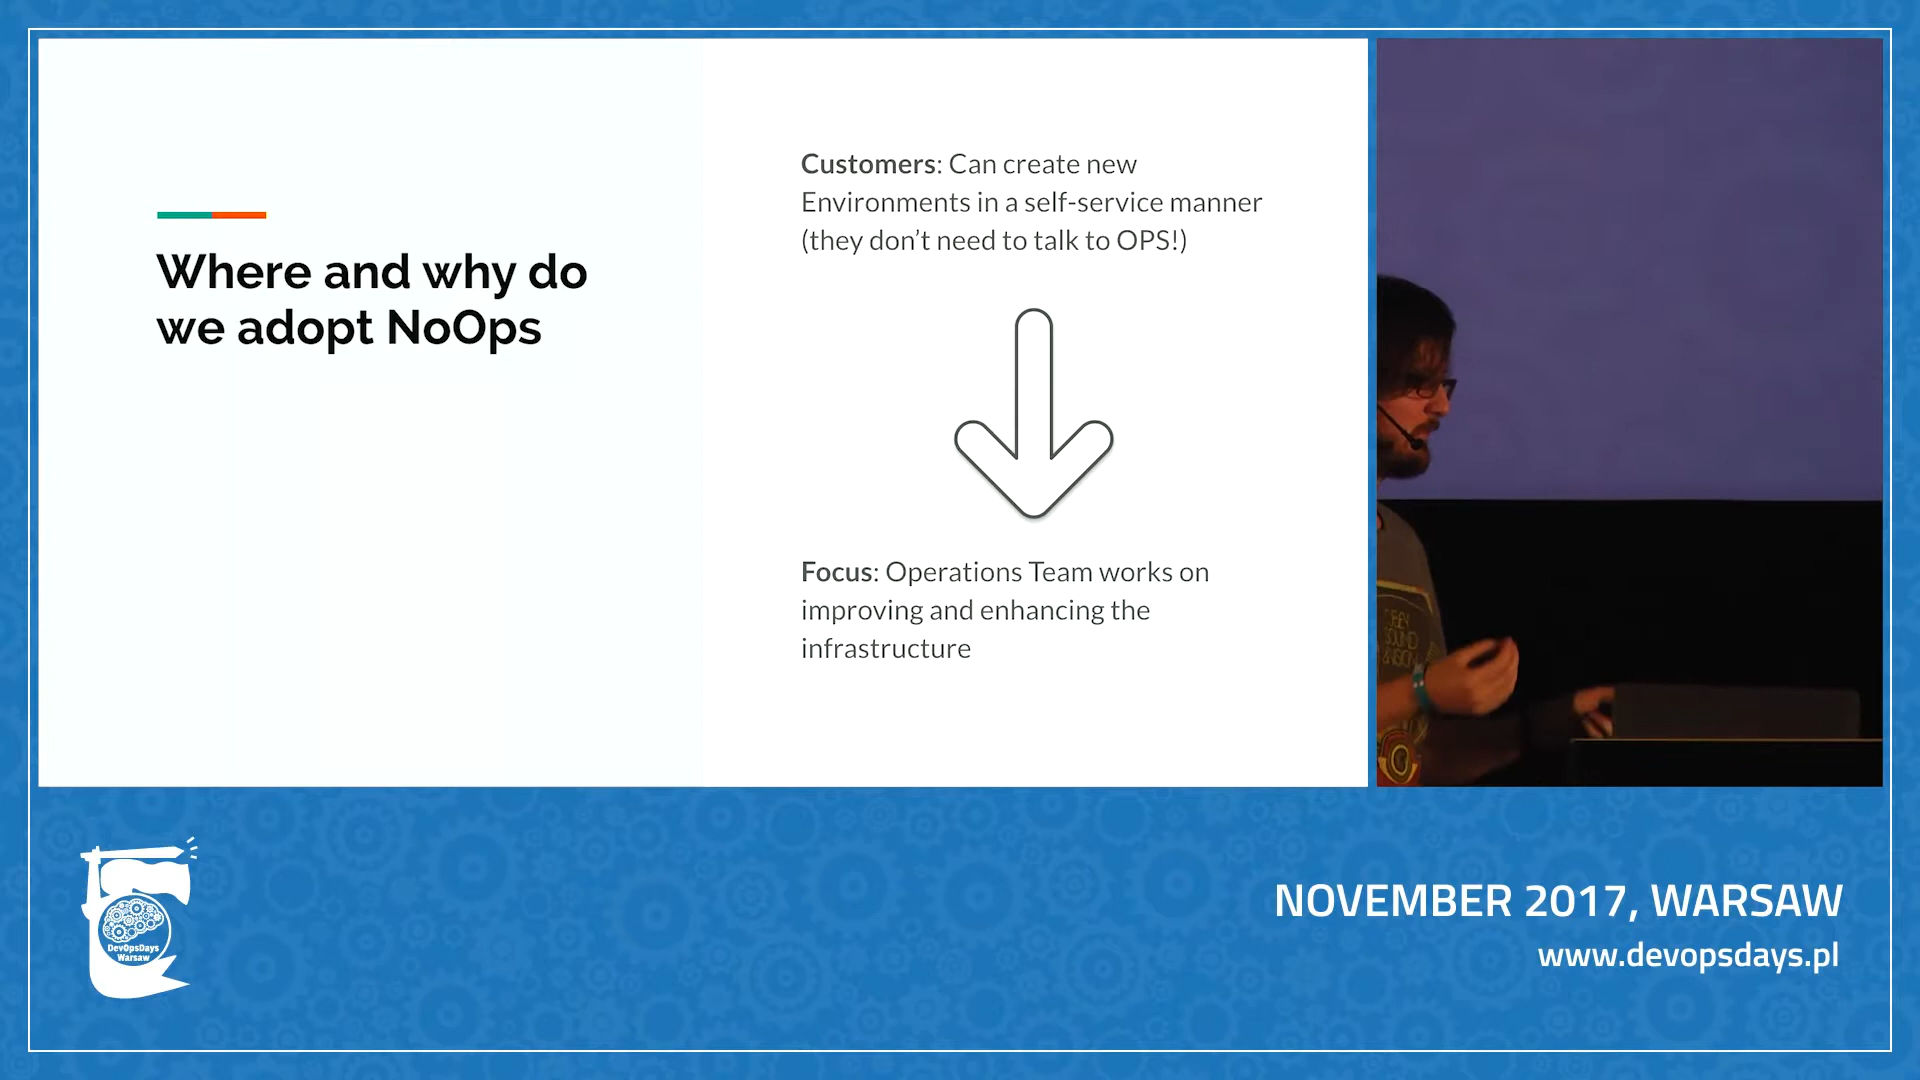 Where and why do
we adopt NoOps
Customers: Can create new
Environments in a self-service manner
(they don't need to talk to OPS!)
Focus: Operations Team works on
improving and enhancing the
infrastructure
DevOpsDays
Warsaw
NOVEMBER 2017, WARSAW
www.devopsdays.pl